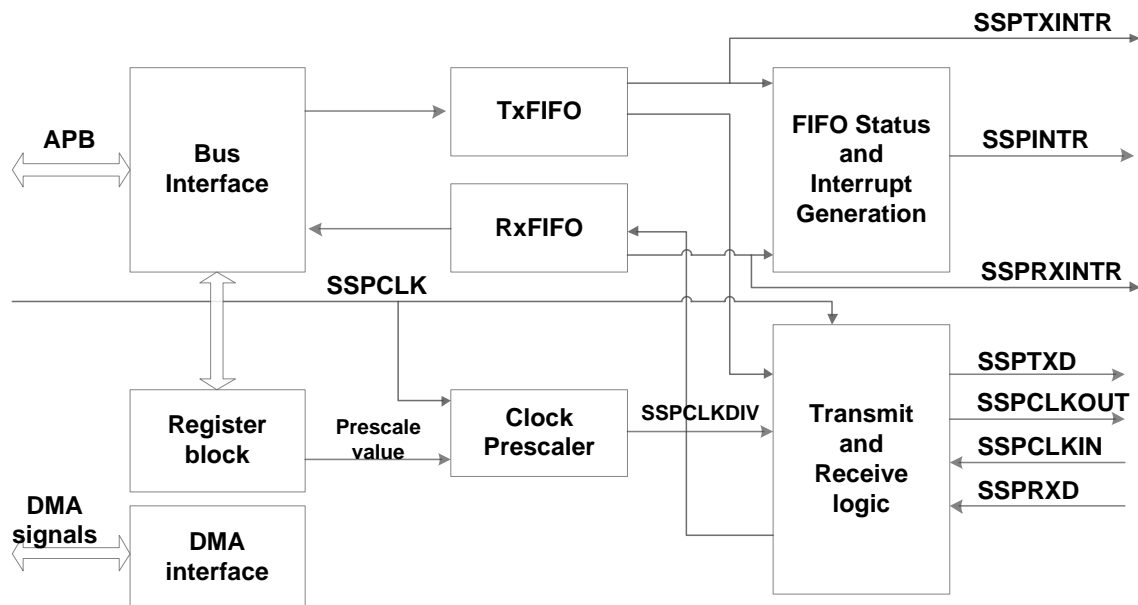 SSPTXINTR
APB
Bus
Interface
TxFIFO
RxFIFO
FIFO Status
and
Interrupt
Generation
SSPINTR
SSPRXINTR
SSPCLK
Register
block
Prescale
value
Clock
Prescaler
SSPCLKDIV
Transmit
and
Receive
logic
SSPTXD
SSPCLKOUT
SSPCLKIN
SSPRXD
DMA
signals
DMA
interface